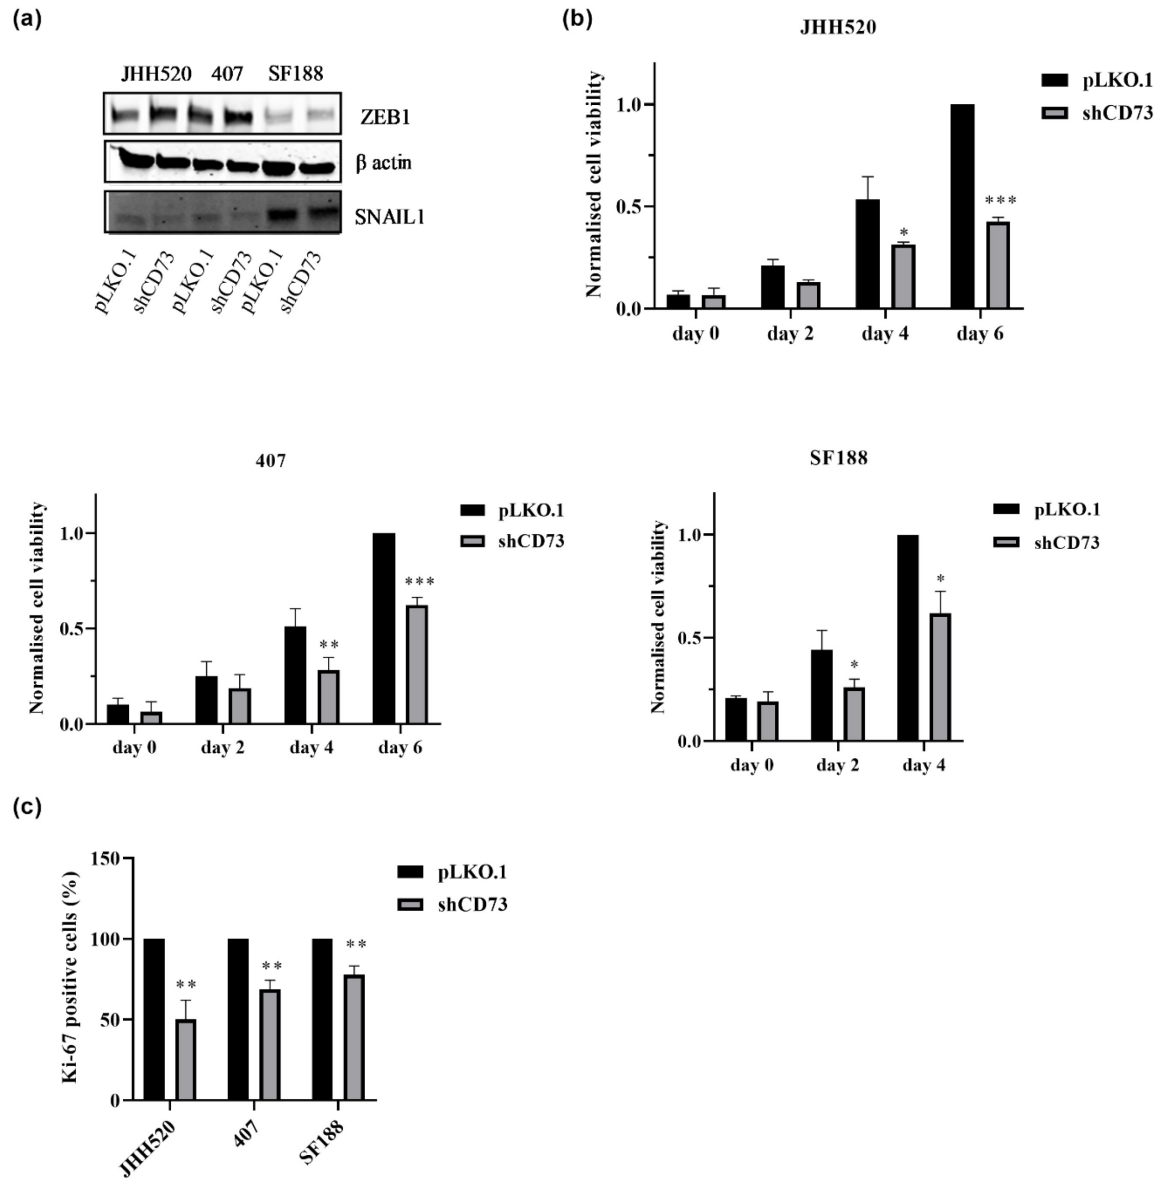 (a)
JHH520 407 SF188
ZEB1
β actin
SNAIL1
pLKO.1 shCD73 pLKO.1 shCD73 pLKO.1 shCD73
(b)
JHH520
Normalised cell viability
1.0
0.5
0.0
*
***
day 0 day 2 day 4 day 6
pLKO.1
shCD73
407
Normalised cell viability
1.0
0.5
0.0
**
***
day 0 day 2 day 4 day 6
pLKO.1
shCD73
SF188
Normalised cell viability
1.0
0.5
0.0
*
*
day 0 day 2 day 4
pLKO.1
shCD73
(c)
Ki-67 positive cells (%)
150
100
50
0
**
**
**
JHH520 407 SF188
pLKO.1
shCD73